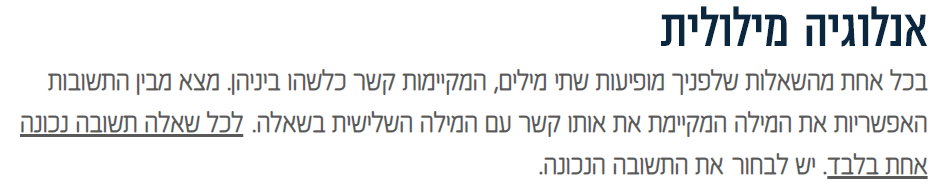 אנלוגיה מילולית
בכל אחת מהשאלות שלפניך מופיעות שתי מילים, המקיימות קשר כלשהו ביניהן. מצא מבין התשובות
האפשריות את המילה המקיימת את אותו קשר עם המילה השלישית בשאלה. לכל שאלה תשובה נכונה
אחת בלבד. יש לבחור את התשובה הנכונה.